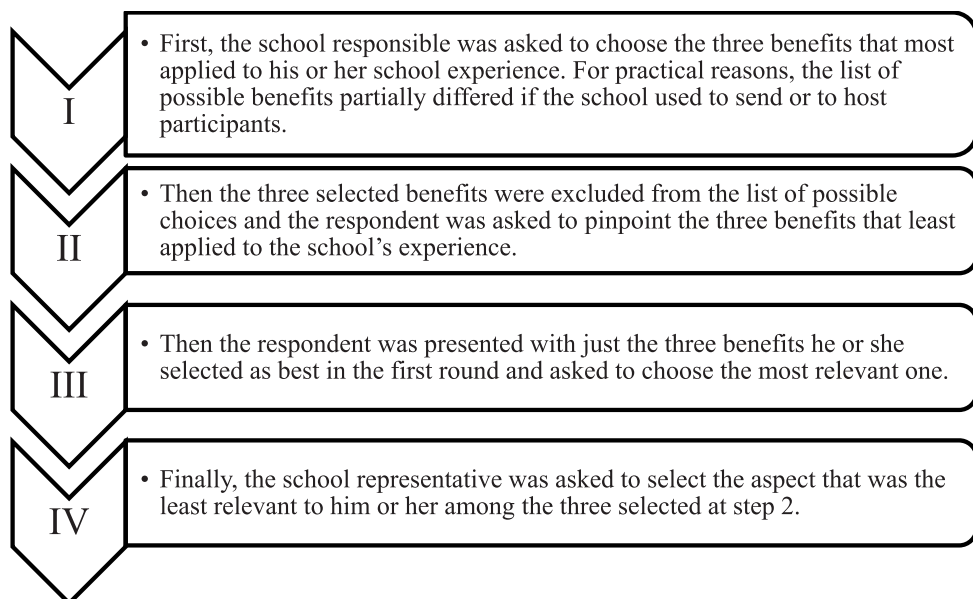 I
• First, the school responsible was asked to choose the three benefits that most
applied to his or her school experience. For practical reasons, the list of
possible benefits partially differed if the school used to send or to host
participants.
II
• Then the three selected benefits were excluded from the list of possible
choices and the respondent was asked to pinpoint the three benefits that least
applied to the school’s experience.
III
• Then the respondent was presented with just the three benefits he or she
selected as best in the first round and asked to choose the most relevant one.
IV
• Finally, the school representative was asked to select the aspect that was the
least relevant to him or her among the three selected at step 2.